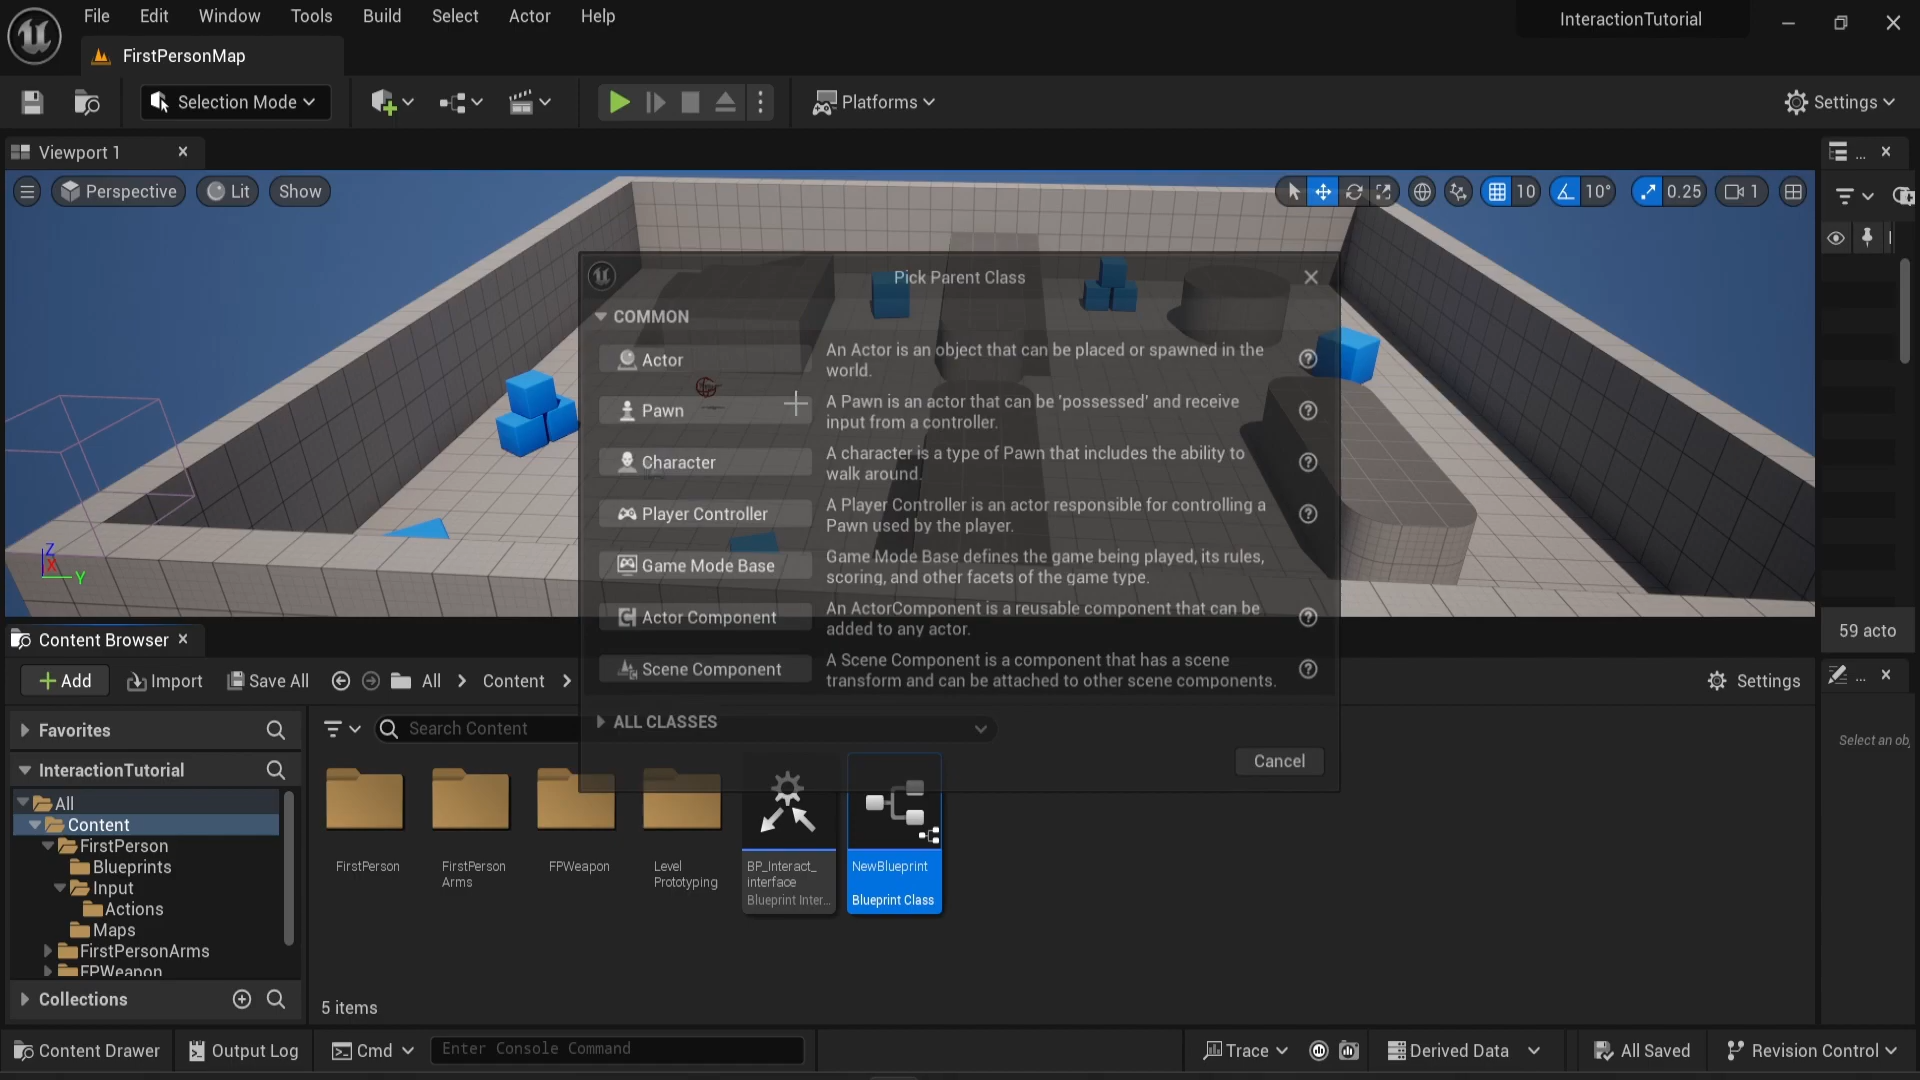 File Edit Window Tools Build Select Actor Help
InteractionTutorial
FirstPersonMap
Selection Mode
Platforms
Settings
Viewport 1
...
Perspective
Lit
Show
10
10°
0.25
1
Pick Parent Class
COMMON
Actor
An Actor is an object that can be placed or spawned in the
world.
Pawn
A Pawn is an actor that can be 'possessed' and receive
input from a controller.
Character
A character is a type of Pawn that includes the ability to
walk around.
Player Controller
A Player Controller is an actor responsible for controlling a
Pawn used by the player.
Game Mode Base
Game Mode Base defines the game being played, its rules,
scoring, and other facets of the game type.
Actor Component
An ActorComponent is a reusable component that can be
added to any actor.
Scene Component
A Scene Component is a component that has a scene
transform and can be attached to other scene components.
ALL CLASSES
Cancel
Z
X
Y
59 acto
Content Browser
Add
Import
Save All
All
Content
Settings
...
Select an ob
Favorites
Search Content
InteractionTutorial
All
Content
FirstPerson
Blueprints
Input
Actions
Maps
FirstPersonArms
FPWeapon
Collections
FirstPerson
FirstPerson
Arms
FPWeapon
Level
Prototyping
BP_Interact_
interface
Blueprint Inter...
NewBlueprint
Blueprint Class
5 items
Content Drawer
Output Log
Cmd
Enter Console Command
Trace
Derived Data
All Saved
Revision Control